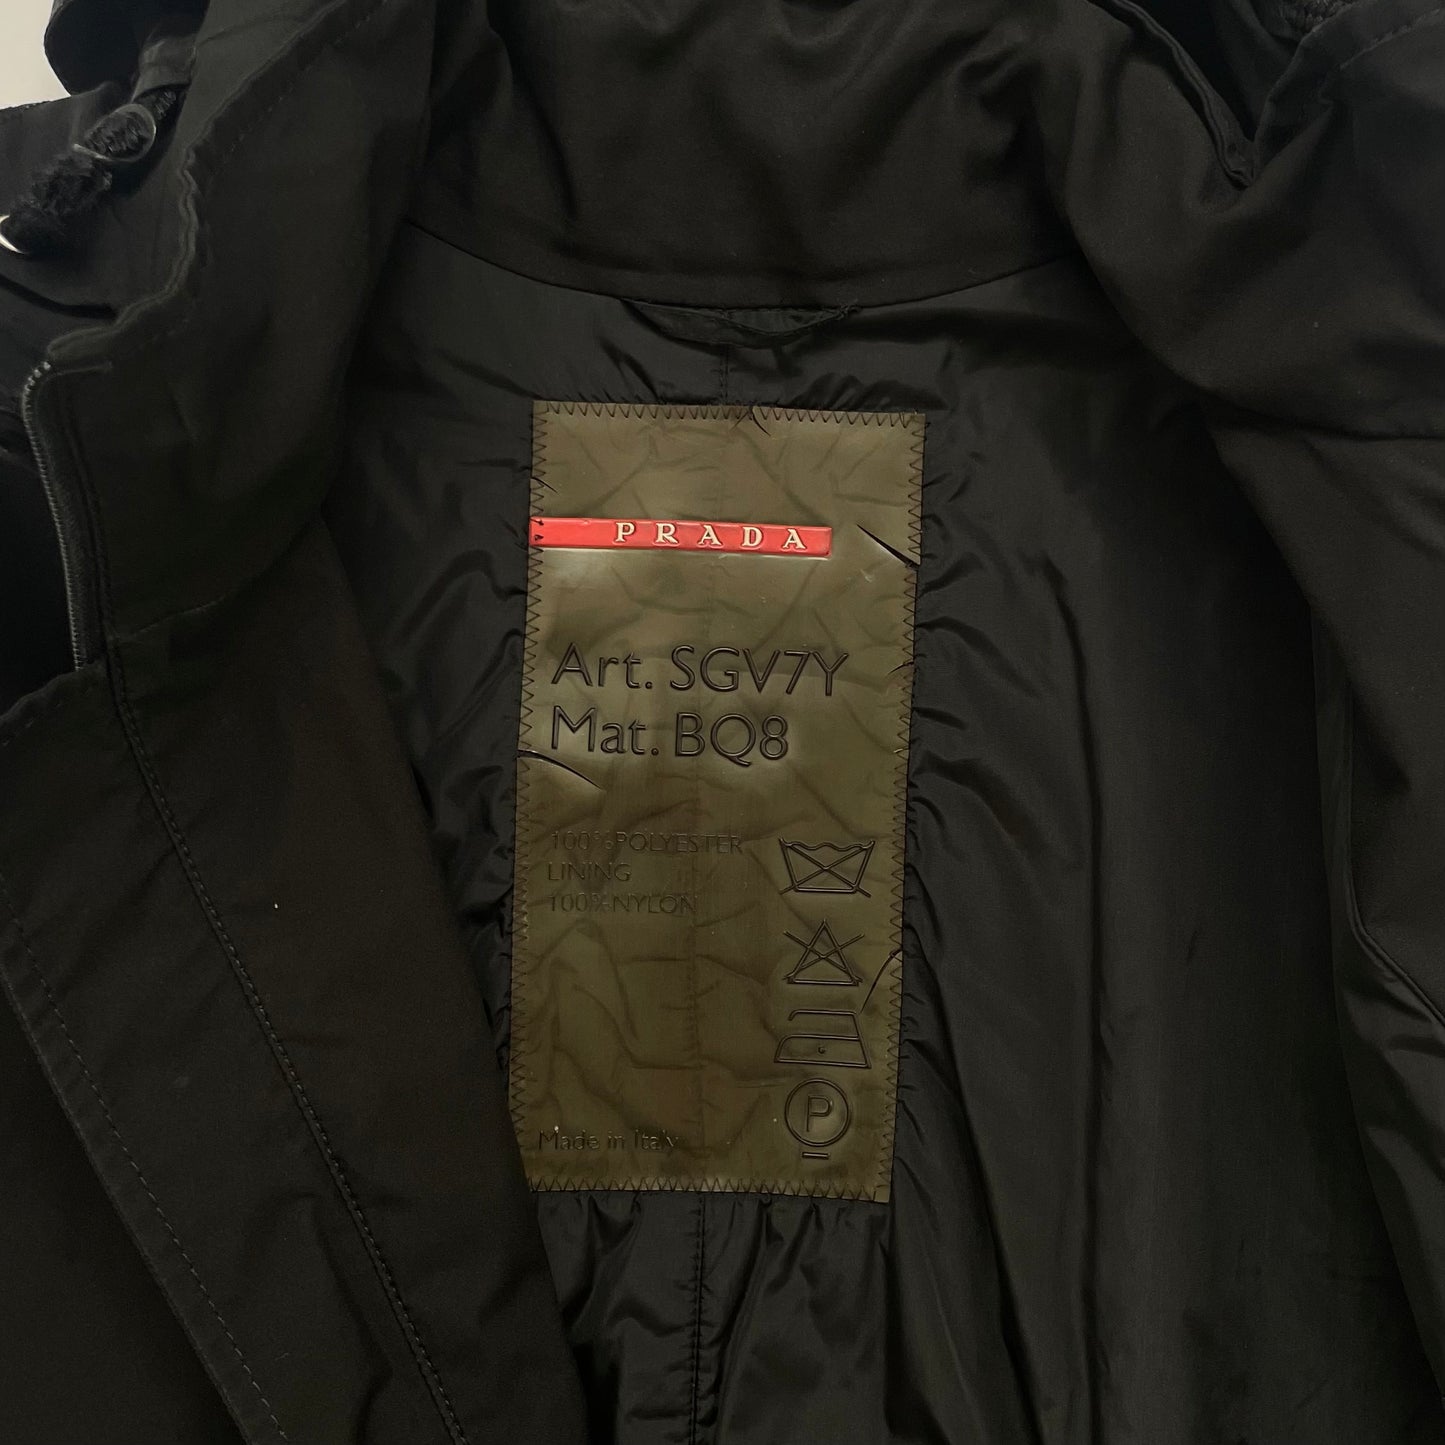 PRADA
Art. SGV7Y
Mat. BQ8
100%POLYESTER
LINING
100%NYLON
P
Made in Italy